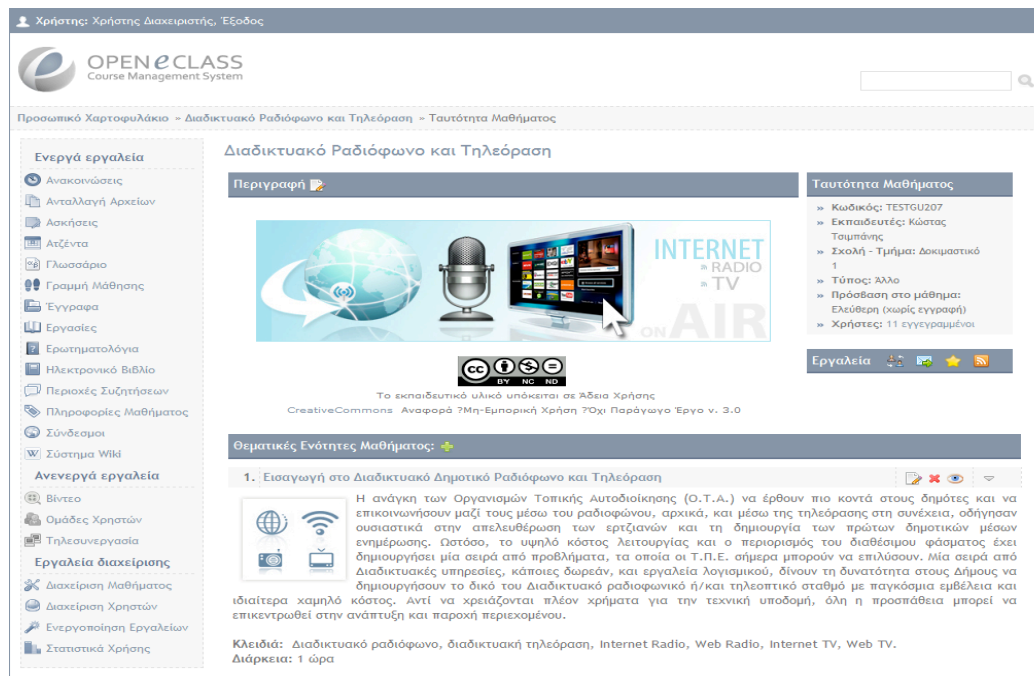 Χρήστης: Χρήστης Διαχειριστής, Έξοδος
OPEN eCLASS
Course Management System
Προσωπικό Χαρτοφυλάκιο » Διαδικτυακό Ραδιόφωνο και Τηλεόραση » Ταυτότητα Μαθήματος
Ενεργά εργαλεία
Ανακοινώσεις
Ανταλλαγή Αρχείων
Ασκήσεις
Ατζέντα
Γλωσσάριο
Γραμμή Μάθησης
Έγγραφα
Εργασίες
Ερωτηματολόγια
Ηλεκτρονικό Βιβλίο
Περιοχές Συζητήσεων
Πληροφορίες Μαθήματος
Σύνδεσμοι
W Σύστημα Wiki
Ανενεργά εργαλεία
Βίντεο
Ομάδες Χρηστών
Τηλεσυνεργασία
Εργαλεία διαχείρισης
Διαχείριση Μαθήματος
Διαχείριση Χρηστών
Ενεργοποίηση Εργαλείων
Στατιστικά Χρήσης
Διαδικτυακό Ραδιόφωνο και Τηλεόραση
Περιγραφή
INTERNET
» RADIO
» TV
ON AIR
cc
BY NC ND
Το εκπαιδευτικό υλικό υπόκειται σε Άδεια Χρήσης
CreativeCommons Αναφορά ?Μη-Εμπορική Χρήση ?Όχι Παράγωγο Έργο v. 3.0
Ταυτότητα Μαθήματος
» Κωδικός: TESTGU207
» Εκπαιδευτές: Κώστας
Τσιμπάνης
» Σχολή - Τμήμα: Δοκιμαστικό
1
» Τύπος: Άλλο
» Πρόσβαση στο μάθημα:
Ελεύθερη (χωρίς εγγραφή)
» Χρήστες: 11 εγγεγραμμένοι
Εργαλεία
Θεματικές Ενότητες Μαθήματος:
1. Εισαγωγή στο Διαδικτυακό Δημοτικό Ραδιόφωνο και Τηλεόραση
Η ανάγκη των Οργανισμών Τοπικής Αυτοδιοίκησης (Ο.Τ.Α.) να έρθουν πιο κοντά στους δημότες και να
επικοινωνήσουν μαζί τους μέσω του ραδιοφώνου, αρχικά, και μέσω της τηλεόρασης στη συνέχεια, οδήγησαν
ουσιαστικά στην απελευθέρωση των ερτζιανών και τη δημιουργία των πρώτων δημοτικών μέσων
ενημέρωσης. Ωστόσο, το υψηλό κόστος λειτουργίας και ο περιορισμός του διαθέσιμου φάσματος έχει
δημιουργήσει μία σειρά από προβλήματα, τα οποία οι Τ.Π.Ε. σήμερα μπορούν να επιλύσουν. Μία σειρά από
Διαδικτυακές υπηρεσίες, κάποιες δωρεάν, και εργαλεία λογισμικού, δίνουν τη δυνατότητα στους Δήμους να
δημιουργήσουν το δικό του Διαδικτυακό ραδιοφωνικό ή/και τηλεοπτικό σταθμό με παγκόσμια εμβέλεια και
ιδιαίτερα χαμηλό κόστος. Αντί να χρειάζονται πλέον χρήματα για την τεχνική υποδομή, όλη η προσπάθεια μπορεί να
επικεντρωθεί στην ανάπτυξη και παροχή περιεχομένου.
Κλειδιά: Διαδικτυακό ραδιόφωνο, διαδικτυακή τηλεόραση, Internet Radio, Web Radio, Internet TV, Web TV.
Διάρκεια: 1 ώρα